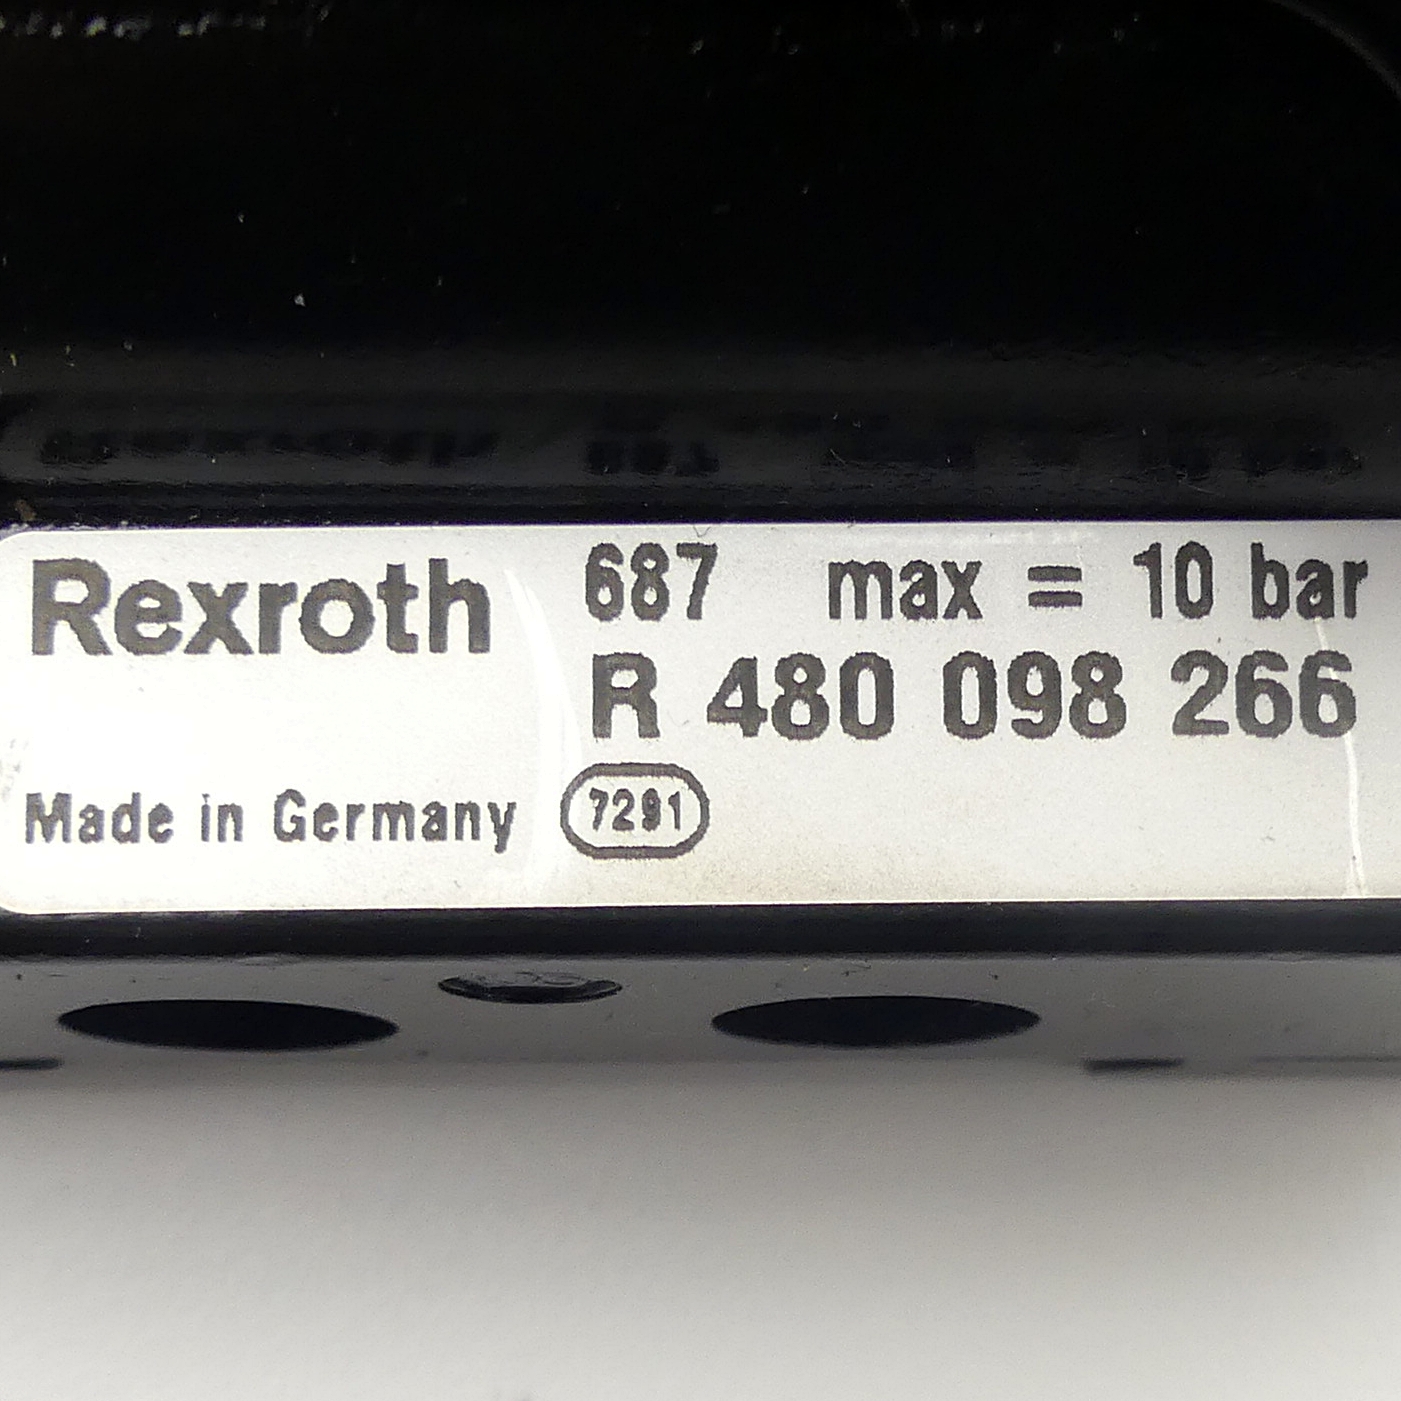 Rexroth 687 max = 10 bar
R 480 098 266
Made in Germany 7291